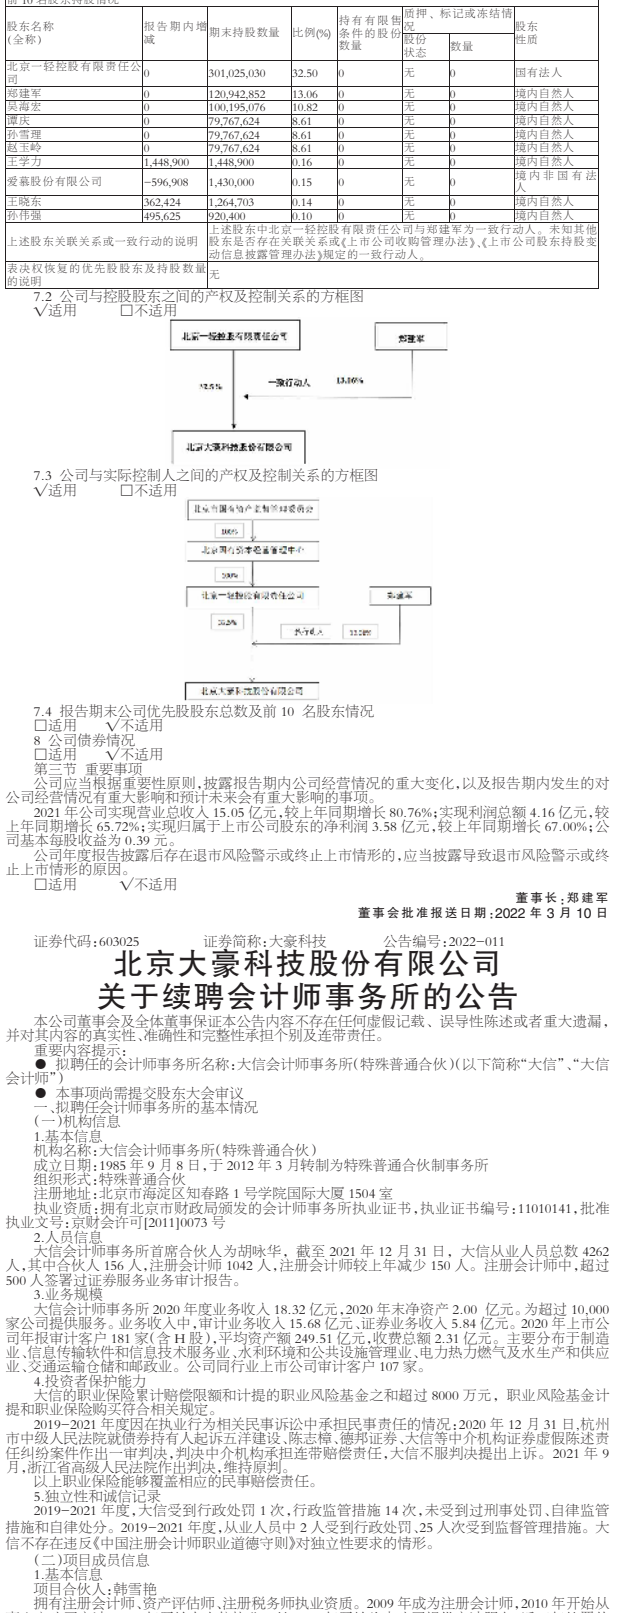 前 10 名股东持股情况
股东名称(全称) 报告期内增减 期末持股数量 比例(%) 持有有限售条件的股份数量 质押、标记或冻结情况 股东性质
股份状态 数量
北京一轻控股有限责任公司 0 301,025,030 32.50 0 无 0 国有法人
郑建军 0 120,942,852 13.06 0 无 0 境内自然人
吴海宏 0 100,195,076 10.82 0 无 0 境内自然人
谭庆 0 79,767,624 8.61 0 无 0 境内自然人
孙雪理 0 79,767,624 8.61 0 无 0 境内自然人
赵玉岭 0 79,767,624 8.61 0 无 0 境内自然人
王学力 1,448,900 1,448,900 0.16 0 无 0 境内自然人
爱慕股份有限公司 -596,908 1,430,000 0.15 0 无 0 境内非国有法人
王晓东 362,424 1,264,703 0.14 0 无 0 境内自然人
孙伟强 495,625 920,400 0.10 0 无 0 境内自然人
上述股东关联关系或一致行动的说明 上述股东中北京一轻控股有限责任公司与郑建军为一致行动人。未知其他股东是否存在关联关系或《上市公司收购管理办法》、《上市公司股东持股变动信息披露管理办法》规定的一致行动人。
表决权恢复的优先股股东及持股数量的说明 无
7.2 公司与控股股东之间的产权及控制关系的方框图
√适用 □不适用
北京一轻控股有限责任公司 郑建军
32.5% 一致行动人 13.06%
北京大豪科技股份有限公司
7.3 公司与实际控制人之间的产权及控制关系的方框图
√适用 □不适用
北京市国有资产监督管理委员会
100%
北京国有资本经营管理中心
100%
北京一轻控股有限责任公司 郑建军
32.5% 一致行动人 13.06%
北京大豪科技股份有限公司
7.4 报告期末公司优先股股东总数及前 10 名股东情况
□适用 √不适用
8 公司债券情况
□适用 √不适用
第三节 重要事项
公司应当根据重要性原则,披露报告期内公司经营情况的重大变化,以及报告期内发生的对
公司经营情况有重大影响和预计未来会有重大影响的事项。
2021 年公司实现营业总收入 15.05 亿元,较上年同期增长 80.76%;实现利润总额 4.16 亿元,较
上年同期增长 65.72%;实现归属于上市公司股东的净利润 3.58 亿元,较上年同期增长 67.00%;公
司基本每股收益为 0.39 元。
公司年度报告披露后存在退市风险警示或终止上市情形的,应当披露导致退市风险警示或终
止上市情形的原因。
□适用 √不适用
董事长:郑建军
董事会批准报送日期:2022 年 3 月 10 日
证券代码:603025 证券简称:大豪科技 公告编号:2022-011
北京大豪科技股份有限公司
关于续聘会计师事务所的公告
本公司董事会及全体董事保证本公告内容不存在任何虚假记载、误导性陈述或者重大遗漏,
并对其内容的真实性、准确性和完整性承担个别及连带责任。
重要内容提示:
● 拟聘任的会计师事务所名称:大信会计师事务所(特殊普通合伙)(以下简称“大信”、“大信
会计师”)
● 本事项尚需提交股东大会审议
一、拟聘任会计师事务所的基本情况
(一)机构信息
1.基本信息
机构名称:大信会计师事务所(特殊普通合伙)
成立日期:1985 年 9 月 8 日,于 2012 年 3 月转制为特殊普通合伙制事务所
组织形式:特殊普通合伙
注册地址:北京市海淀区知春路 1 号学院国际大厦 1504 室
执业资质:拥有北京市财政局颁发的会计师事务所执业证书,执业证书编号:11010141,批准
执业文号:京财会许可[2011]0073 号
2.人员信息
大信会计师事务所首席合伙人为胡咏华, 截至 2021 年 12 月 31 日, 大信从业人员总数 4262
人,其中合伙人 156 人,注册会计师 1042 人,注册会计师较上年减少 150 人。注册会计师中,超过
500 人签署过证券服务业务审计报告。
3.业务规模
大信会计师事务所 2020 年度业务收入 18.32 亿元,2020 年末净资产 2.00 亿元。为超过 10,000
家公司提供服务。业务收入中,审计业务收入 15.68 亿元、证券业务收入 5.84 亿元。2020 年上市公
司年报审计客户 181 家(含 H 股),平均资产额 249.51 亿元,收费总额 2.31 亿元。主要分布于制造
业、信息传输软件和信息技术服务业、水利环境和公共设施管理业、电力热力燃气及水生产和供应
业、交通运输仓储和邮政业。公司同行业上市公司审计客户 107 家。
4.投资者保护能力
大信的职业保险累计赔偿限额和计提的职业风险基金之和超过 8000 万元, 职业风险基金计
提和职业保险购买符合相关规定。
2019-2021 年度因在执业行为相关民事诉讼中承担民事责任的情况:2020 年 12 月 31 日,杭州
市中级人民法院就债券持有人起诉五洋建设、陈志樟、德邦证券、大信等中介机构证券虚假陈述责
任纠纷案件作出一审判决,判决中介机构承担连带赔偿责任,大信不服判决提出上诉。2021 年 9
月,浙江省高级人民法院作出判决,维持原判。
以上职业保险能够覆盖相应的民事赔偿责任。
5.独立性和诚信记录
2019-2021 年度,大信受到行政处罚 1 次,行政监管措施 14 次,未受到过刑事处罚、自律监管
措施和自律处分。2019-2021 年度,从业人员中 2 人受到行政处罚、25 人次受到监督管理措施。大
信不存在违反《中国注册会计师职业道德守则》对独立性要求的情形。
(二)项目成员信息
1.基本信息
项目合伙人:韩雪艳
拥有注册会计师、资产评估师、注册税务师执业资质。2009 年成为注册会计师,2010 年开始从